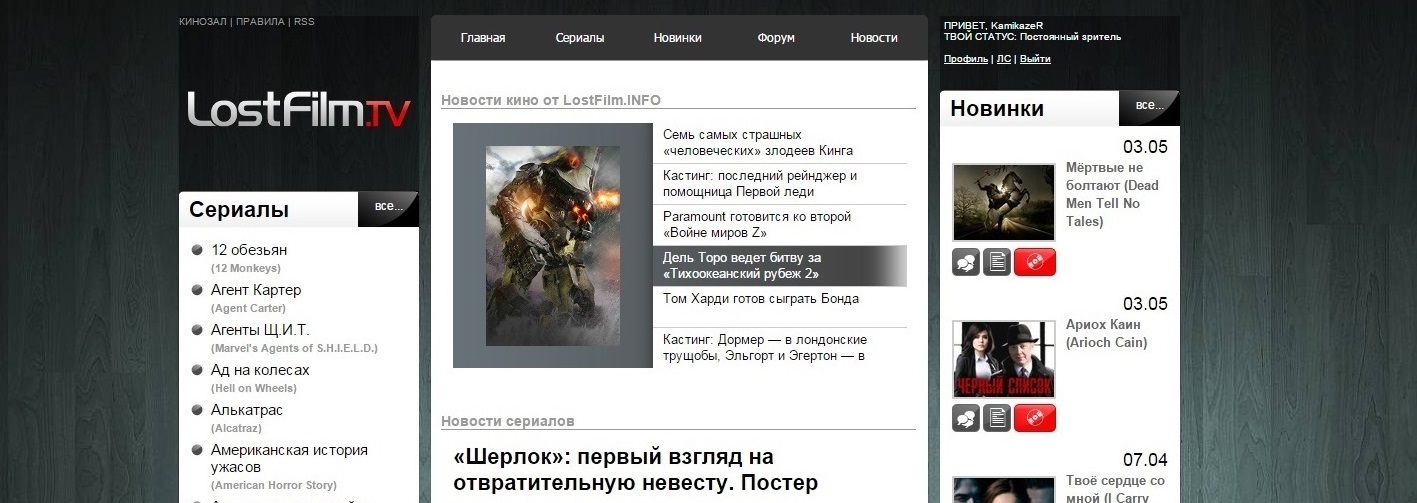 КИНОЗАЛ | ПРАВИЛА | RSS
LostFilm.TV
Сериалы
все...
12 обезьян
(12 Monkeys)
Агент Картер
(Agent Carter)
Агенты Щ.И.Т.
(Marvel's Agents of S.H.I.E.L.D.)
Ад на колесах
(Hell on Wheels)
Алькатрас
(Alcatraz)
Американская история
ужасов
(American Horror Story)
Главная Сериалы Новинки Форум Новости
Новости кино от LostFilm.INFO
Семь самых страшных
«человеческих» злодеев Кинга
Кастинг: последний рейнджер и
помощница Первой леди
Paramount готовится ко второй
«Войне миров Z»
Дель Торо ведет битву за
«Тихоокеанский рубеж 2»
Том Харди готов сыграть Бонда
Кастинг: Дормер — в лондонские
трущобы, Эльгорт и Эгертон — в
Новости сериалов
«Шерлок»: первый взгляд на
отвратительную невесту. Постер
ПРИВЕТ, KamikazeR
ТВОЙ СТАТУС: Постоянный зритель
Профиль | ЛС | Выйти
Новинки
все...
03.05
Мёртвые не
болтают (Dead
Men Tell No
Tales)
03.05
Ариох Каин
(Arioch Cain)
ЧЕРНЫЙ СПИСОК
07.04
Твоё сердце со
мной (I Carry